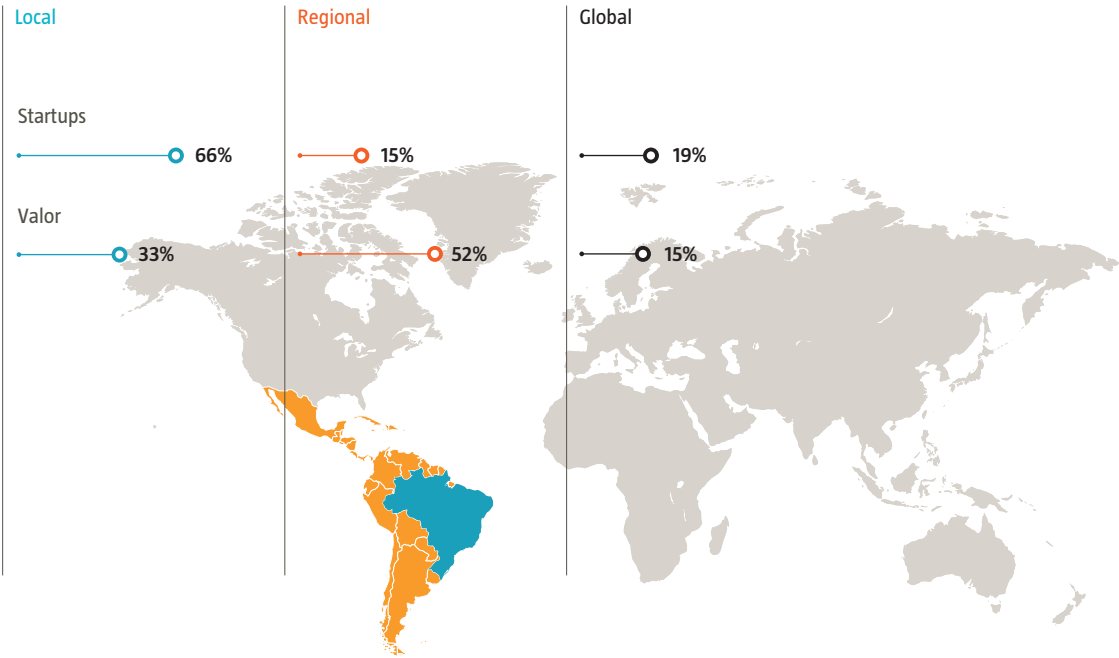 Local Regional Global
Startups
66% 15% 19%
Valor
33% 52% 15%